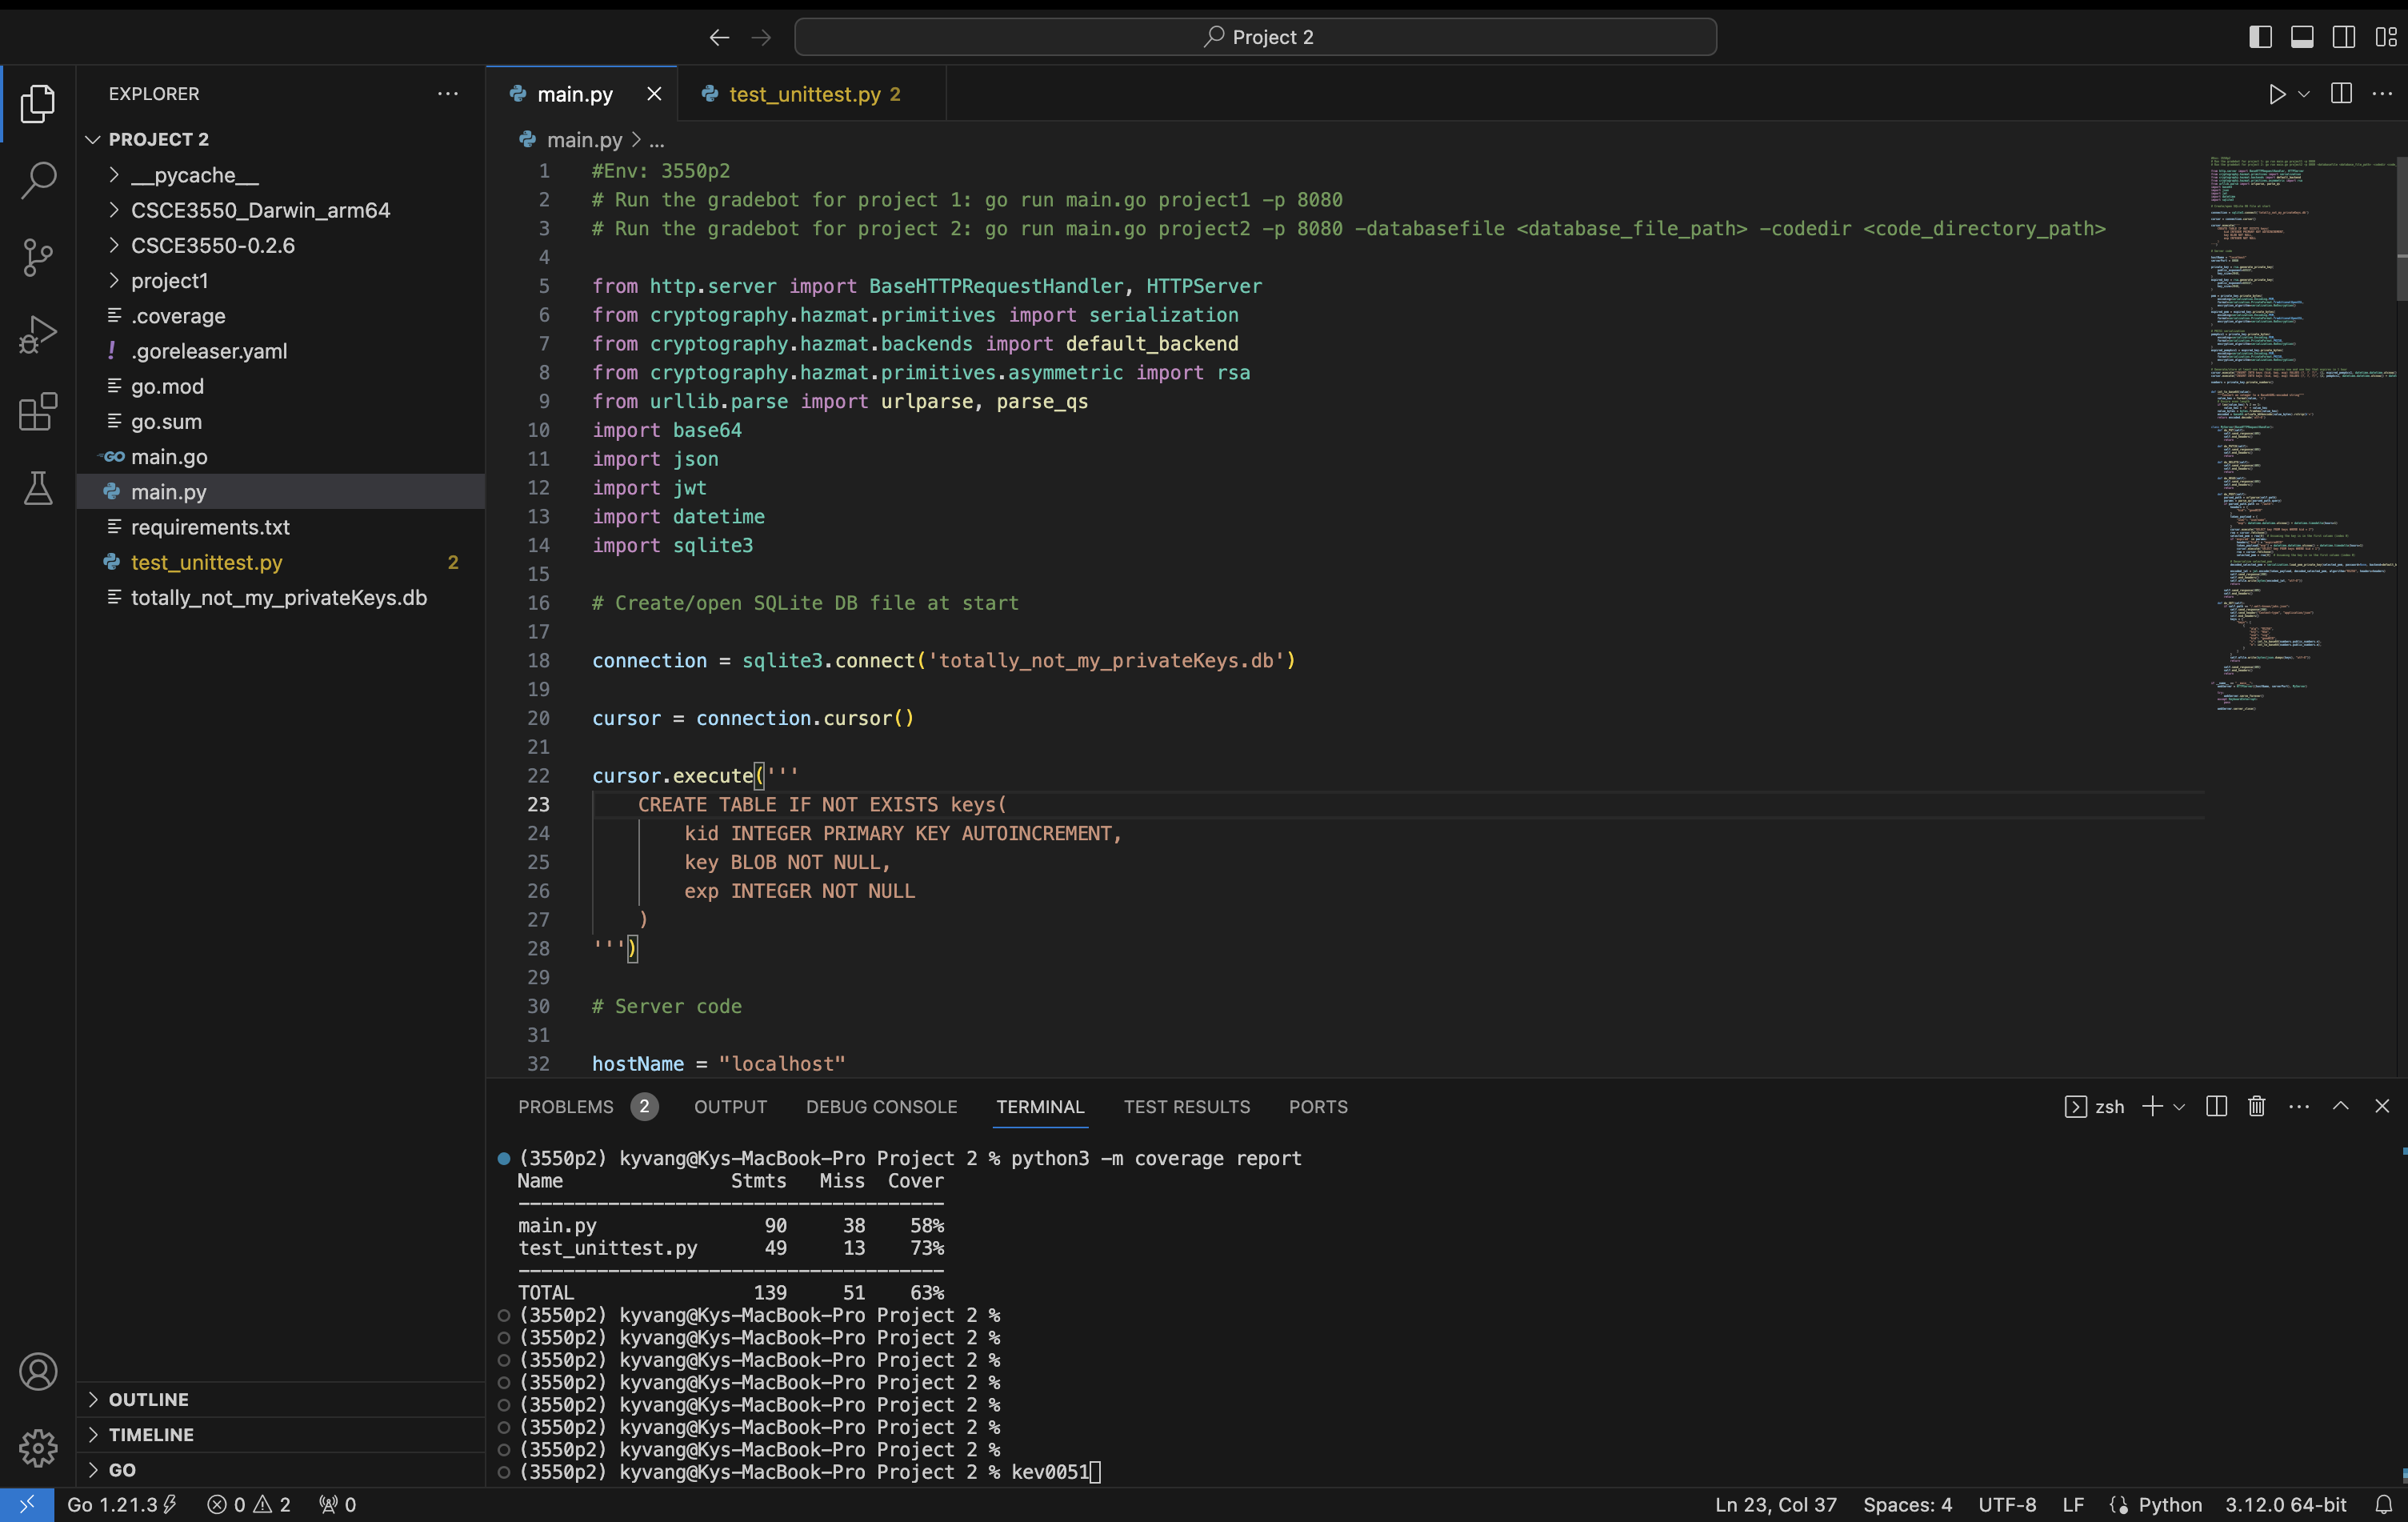 Project 2
EXPLORER
PROJECT 2
__pycache__
CSCE3550_Darwin_arm64
CSCE3550-0.2.6
project1
.coverage
! .goreleaser.yaml
go.mod
go.sum
GO main.go
main.py
requirements.txt
test_unittest.py 2
totally_not_my_privateKeys.db
OUTLINE
TIMELINE
GO
main.py
test_unittest.py 2
main.py > ...
1 #Env: 3550p2
2 # Run the gradebot for project 1: go run main.go project1 -p 8080
3 # Run the gradebot for project 2: go run main.go project2 -p 8080 -databasefile <database_file_path> -codedir <code_directory_path>
4
5 from http.server import BaseHTTPRequestHandler, HTTPServer
6 from cryptography.hazmat.primitives import serialization
7 from cryptography.hazmat.backends import default_backend
8 from cryptography.hazmat.primitives.asymmetric import rsa
9 from urllib.parse import urlparse, parse_qs
10 import base64
11 import json
12 import jwt
13 import datetime
14 import sqlite3
15
16 # Create/open SQLite DB file at start
17
18 connection = sqlite3.connect('totally_not_my_privateKeys.db')
19
20 cursor = connection.cursor()
21
22 cursor.execute('''
23     CREATE TABLE IF NOT EXISTS keys(
24         kid INTEGER PRIMARY KEY AUTOINCREMENT,
25         key BLOB NOT NULL,
26         exp INTEGER NOT NULL
27     )
28 ''')
29
30 # Server code
31
32 hostName = "localhost"
PROBLEMS 2 OUTPUT DEBUG CONSOLE TERMINAL TEST RESULTS PORTS
zsh
(3550p2) kyvang@Kys-MacBook-Pro Project 2 % python3 -m coverage report
Name Stmts Miss Cover
--------------------------------------
main.py 90 38 58%
test_unittest.py 49 13 73%
--------------------------------------
TOTAL 139 51 63%
(3550p2) kyvang@Kys-MacBook-Pro Project 2 %
(3550p2) kyvang@Kys-MacBook-Pro Project 2 %
(3550p2) kyvang@Kys-MacBook-Pro Project 2 %
(3550p2) kyvang@Kys-MacBook-Pro Project 2 %
(3550p2) kyvang@Kys-MacBook-Pro Project 2 %
(3550p2) kyvang@Kys-MacBook-Pro Project 2 %
(3550p2) kyvang@Kys-MacBook-Pro Project 2 %
(3550p2) kyvang@Kys-MacBook-Pro Project 2 % kev0051
Go 1.21.3 0 2 0 Ln 23, Col 37 Spaces: 4 UTF-8 LF Python 3.12.0 64-bit